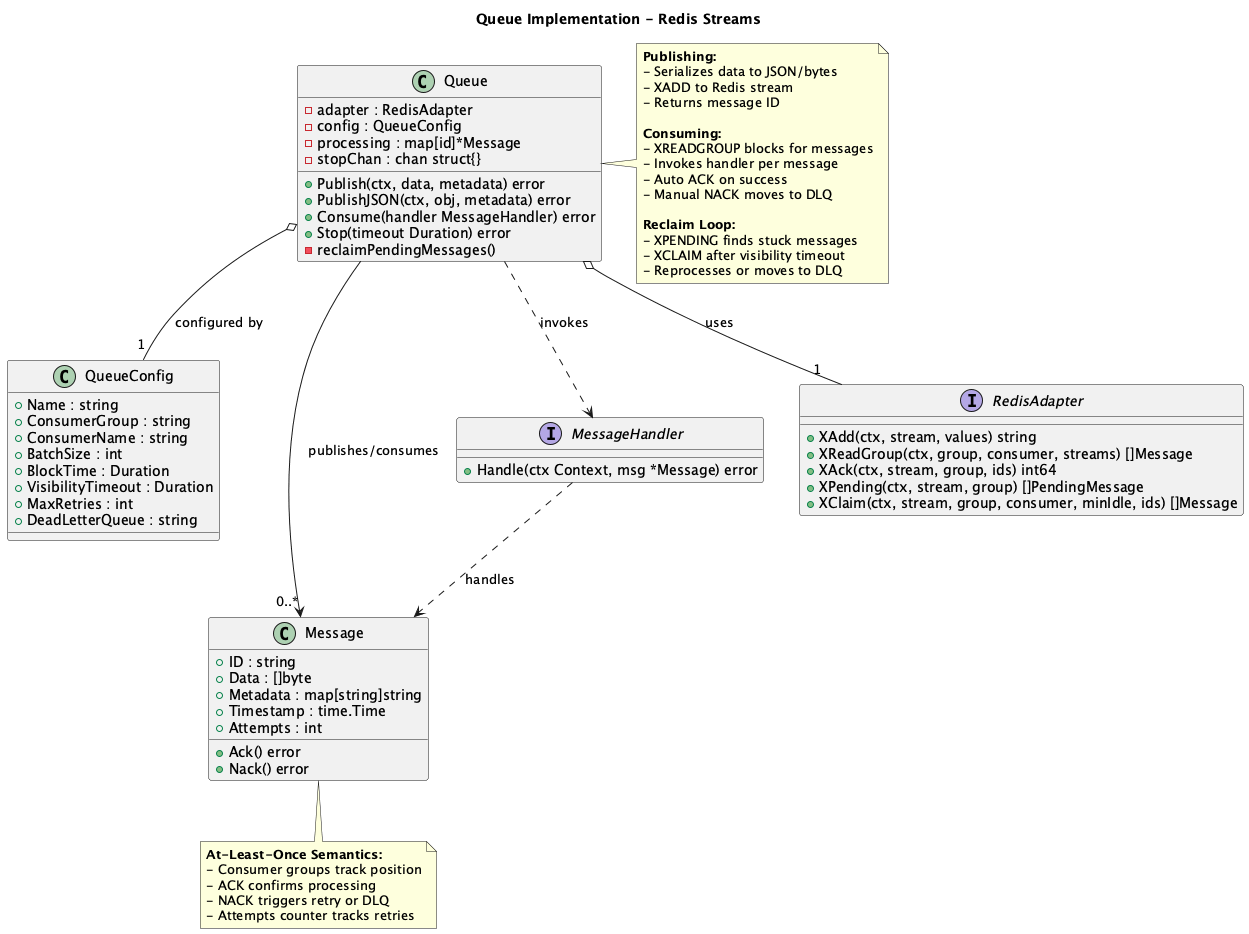 Queue Implementation - Redis Streams
C Queue
adapter : RedisAdapter
config : QueueConfig
processing : map[id]*Message
stopChan : chan struct{}
Publish(ctx, data, metadata) error
PublishJSON(ctx, obj, metadata) error
Consume(handler MessageHandler) error
Stop(timeout Duration) error
reclaimPendingMessages()
Publishing:
- Serializes data to JSON/bytes
- XADD to Redis stream
- Returns message ID
Consuming:
- XREADGROUP blocks for messages
- Invokes handler per message
- Auto ACK on success
- Manual NACK moves to DLQ
Reclaim Loop:
- XPENDING finds stuck messages
- XCLAIM after visibility timeout
- Reprocesses or moves to DLQ
configured by
1
invokes
uses
1
C QueueConfig
Name : string
ConsumerGroup : string
ConsumerName : string
BatchSize : int
BlockTime : Duration
VisibilityTimeout : Duration
MaxRetries : int
DeadLetterQueue : string
publishes/consumes
0..*
I MessageHandler
Handle(ctx Context, msg *Message) error
I RedisAdapter
XAdd(ctx, stream, values) string
XReadGroup(ctx, group, consumer, streams) []Message
XAck(ctx, stream, group, ids) int64
XPending(ctx, stream, group) []PendingMessage
XClaim(ctx, stream, group, consumer, minIdle, ids) []Message
handles
C Message
ID : string
Data : []byte
Metadata : map[string]string
Timestamp : time.Time
Attempts : int
Ack() error
Nack() error
At-Least-Once Semantics:
- Consumer groups track position
- ACK confirms processing
- NACK triggers retry or DLQ
- Attempts counter tracks retries